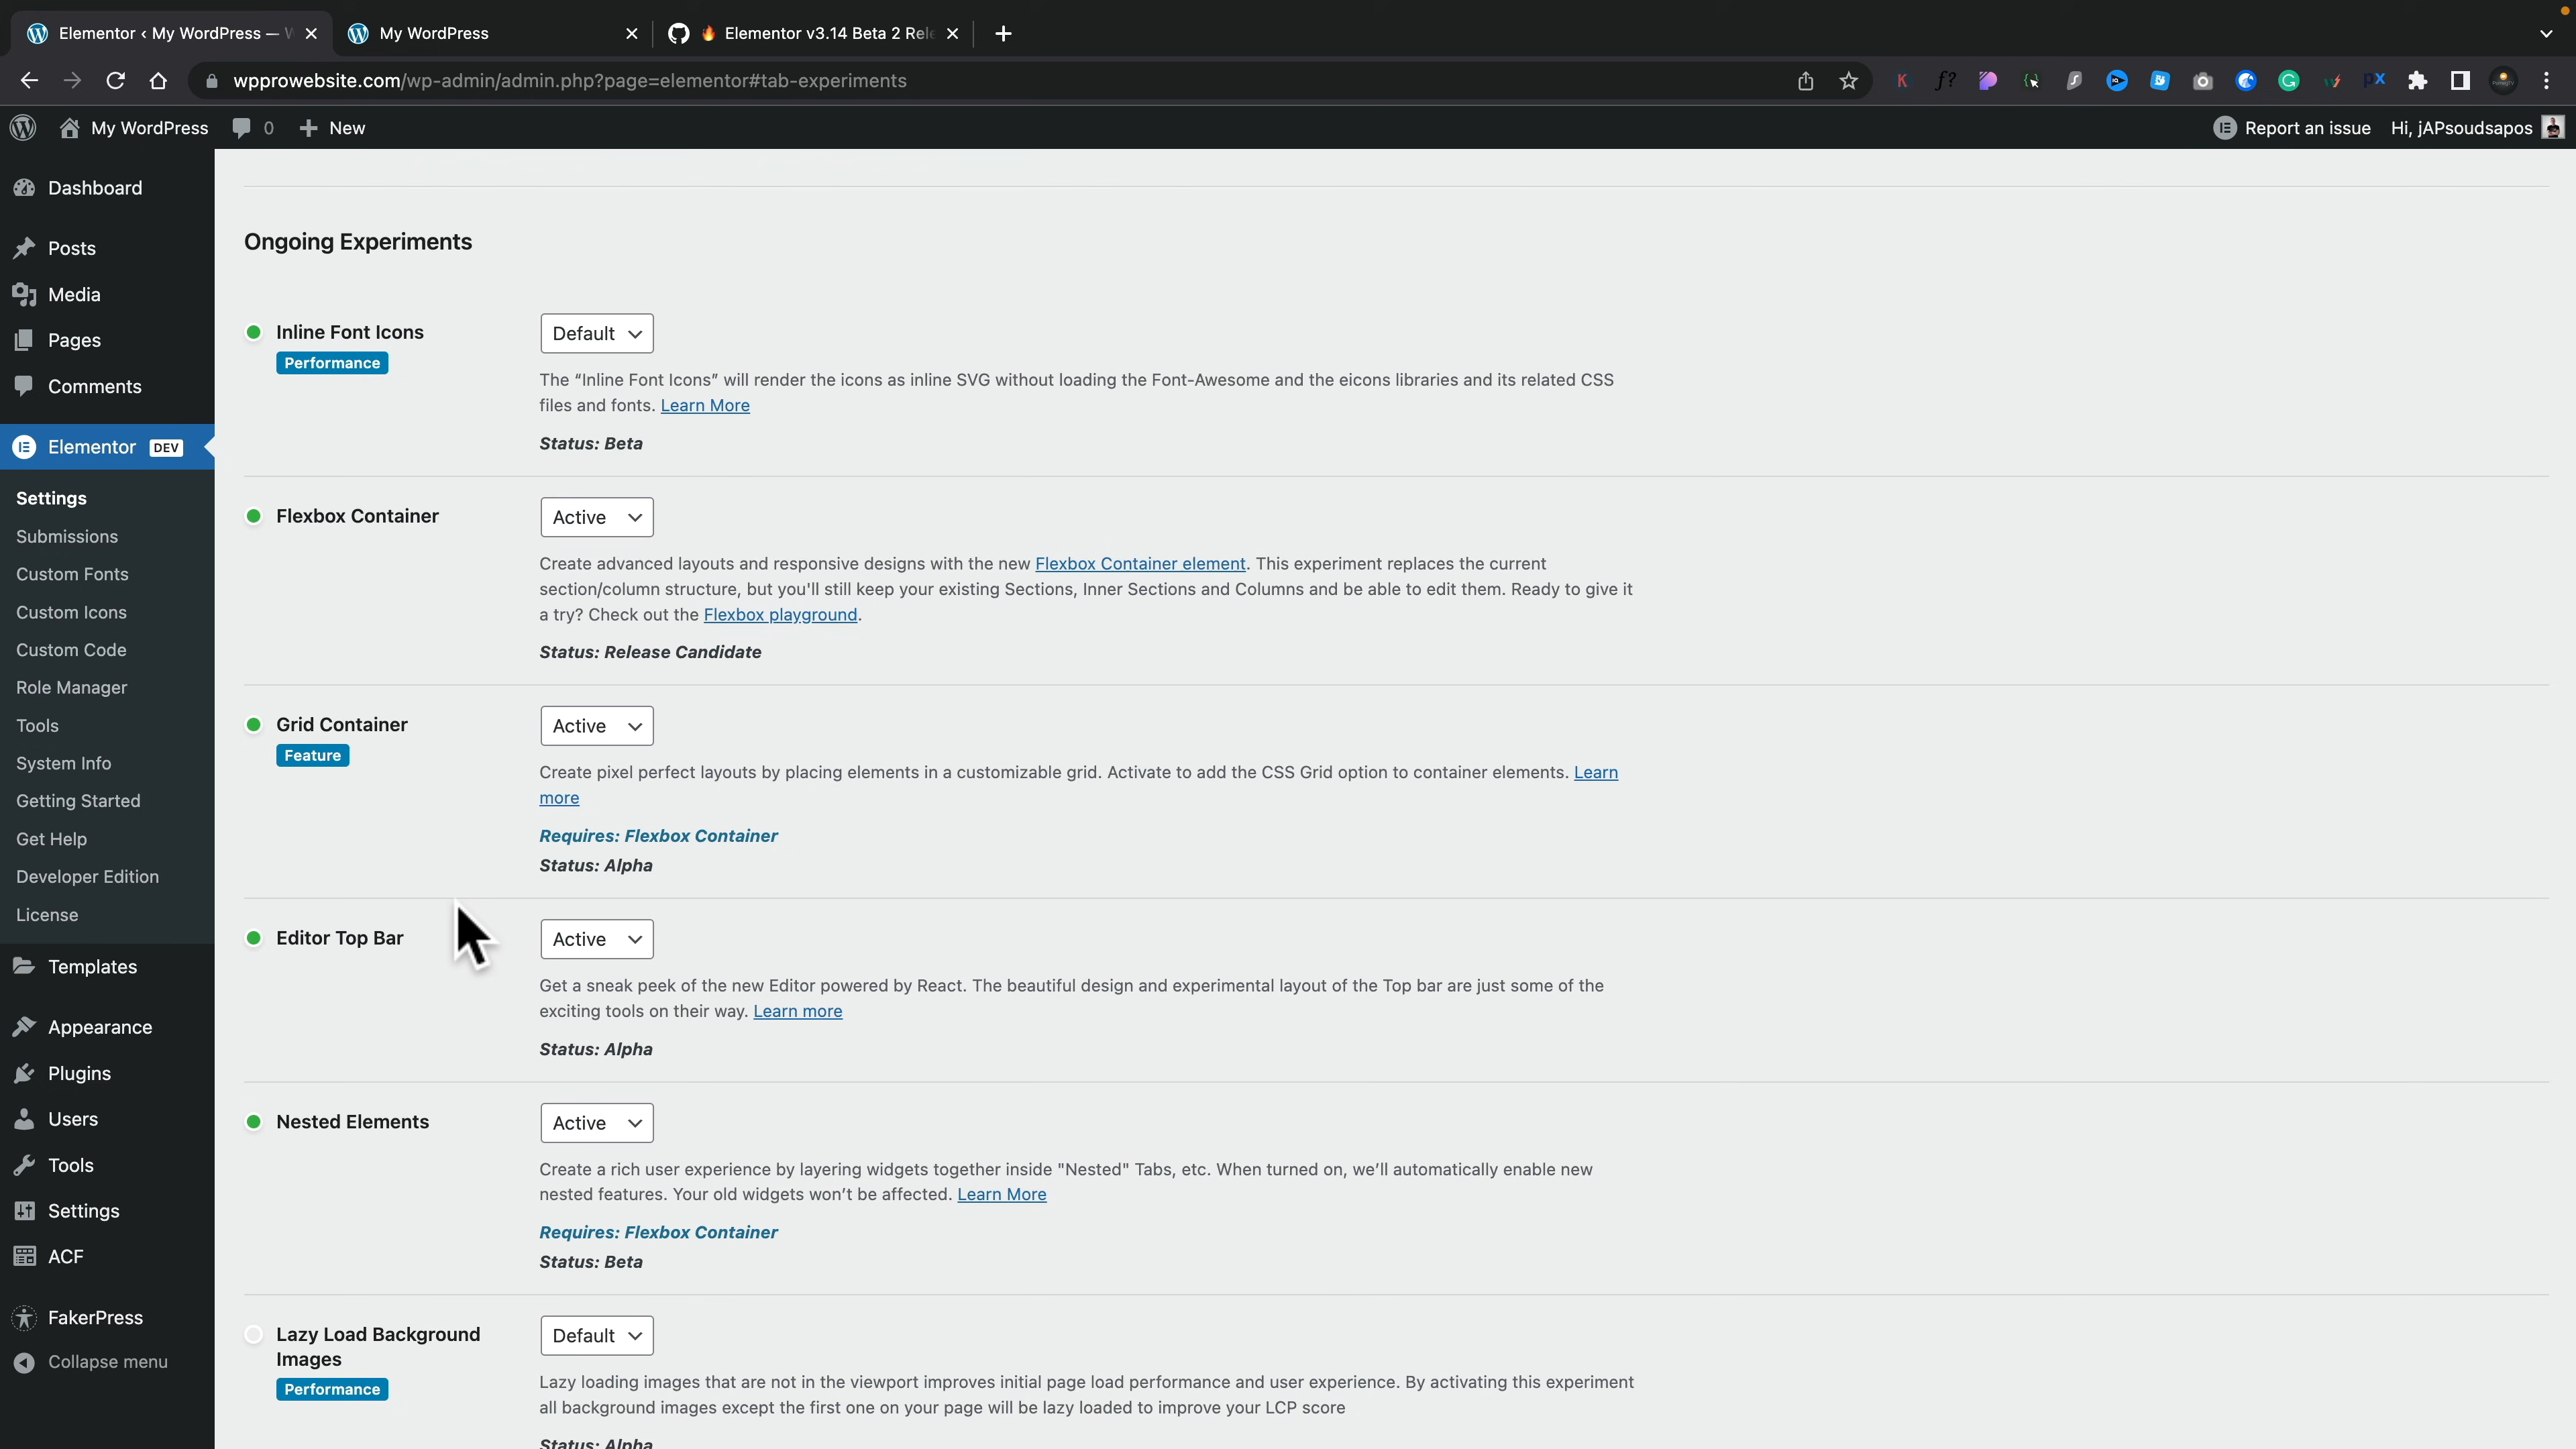 Elementor ‹ My WordPress — W
My WordPress
Elementor v3.14 Beta 2 Rele
wpprowebsite.com/wp-admin/admin.php?page=elementor#tab-experiments
My WordPress
0
New
Report an issue
Hi, jAPsoudsapos
Dashboard
Posts
Media
Pages
Comments
Elementor DEV
Settings
Submissions
Custom Fonts
Custom Icons
Custom Code
Role Manager
Tools
System Info
Getting Started
Get Help
Developer Edition
License
Templates
Appearance
Plugins
Users
Tools
Settings
ACF
FakerPress
Collapse menu
Ongoing Experiments
Inline Font Icons
Performance
Default
The “Inline Font Icons” will render the icons as inline SVG without loading the Font-Awesome and the eicons libraries and its related CSS
files and fonts. Learn More
Status: Beta
Flexbox Container
Active
Create advanced layouts and responsive designs with the new Flexbox Container element. This experiment replaces the current
section/column structure, but you'll still keep your existing Sections, Inner Sections and Columns and be able to edit them. Ready to give it
a try? Check out the Flexbox playground.
Status: Release Candidate
Grid Container
Feature
Active
Create pixel perfect layouts by placing elements in a customizable grid. Activate to add the CSS Grid option to container elements. Learn
more
Requires: Flexbox Container
Status: Alpha
Editor Top Bar
Active
Get a sneak peek of the new Editor powered by React. The beautiful design and experimental layout of the Top bar are just some of the
exciting tools on their way. Learn more
Status: Alpha
Nested Elements
Active
Create a rich user experience by layering widgets together inside "Nested" Tabs, etc. When turned on, we’ll automatically enable new
nested features. Your old widgets won’t be affected. Learn More
Requires: Flexbox Container
Status: Beta
Lazy Load Background
Images
Performance
Default
Lazy loading images that are not in the viewport improves initial page load performance and user experience. By activating this experiment
all background images except the first one on your page will be lazy loaded to improve your LCP score
Status: Alpha